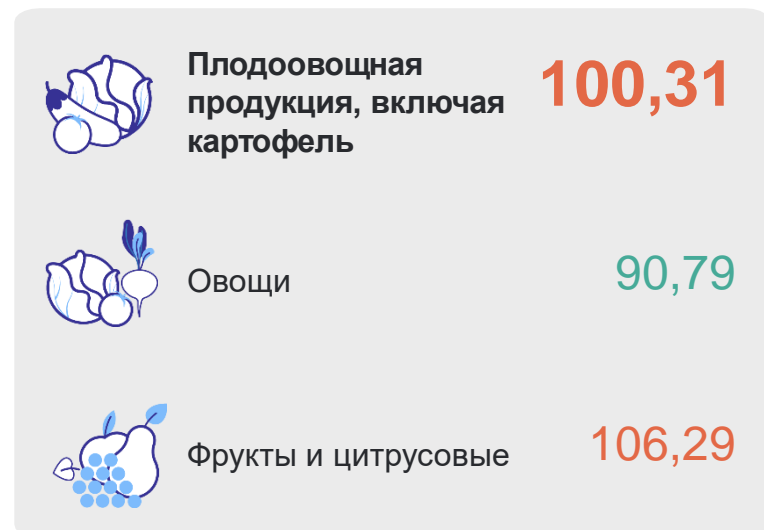 Плодоовощная
продукция, включая
картофель
100,31
Овощи
90,79
Фрукты и цитрусовые
106,29